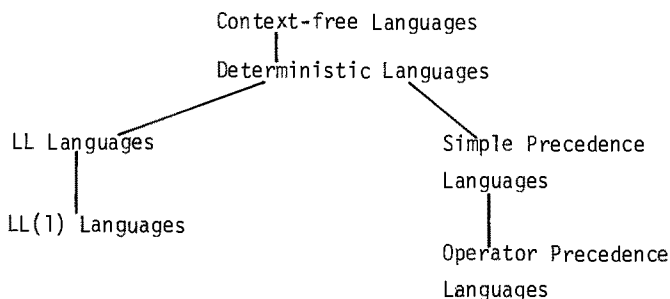 Context-free Languages
Deterministic Languages
LL Languages
Simple Precedence
Languages
LL(1) Languages
Operator Precedence
Languages